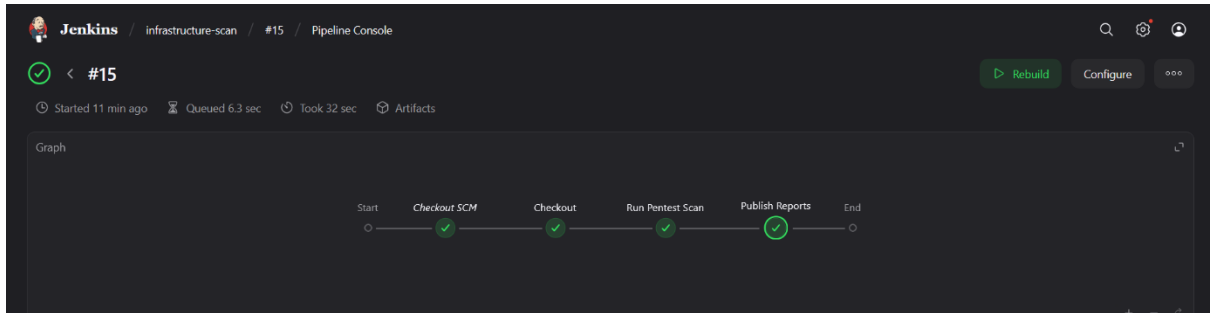 Jenkins / infrastructure-scan / #15 / Pipeline Console
#15
Rebuild
Configure
Started 11 min ago Queued 6.3 sec Took 32 sec Artifacts
Graph
Start Checkout SCM Checkout Run Pentest Scan Publish Reports End